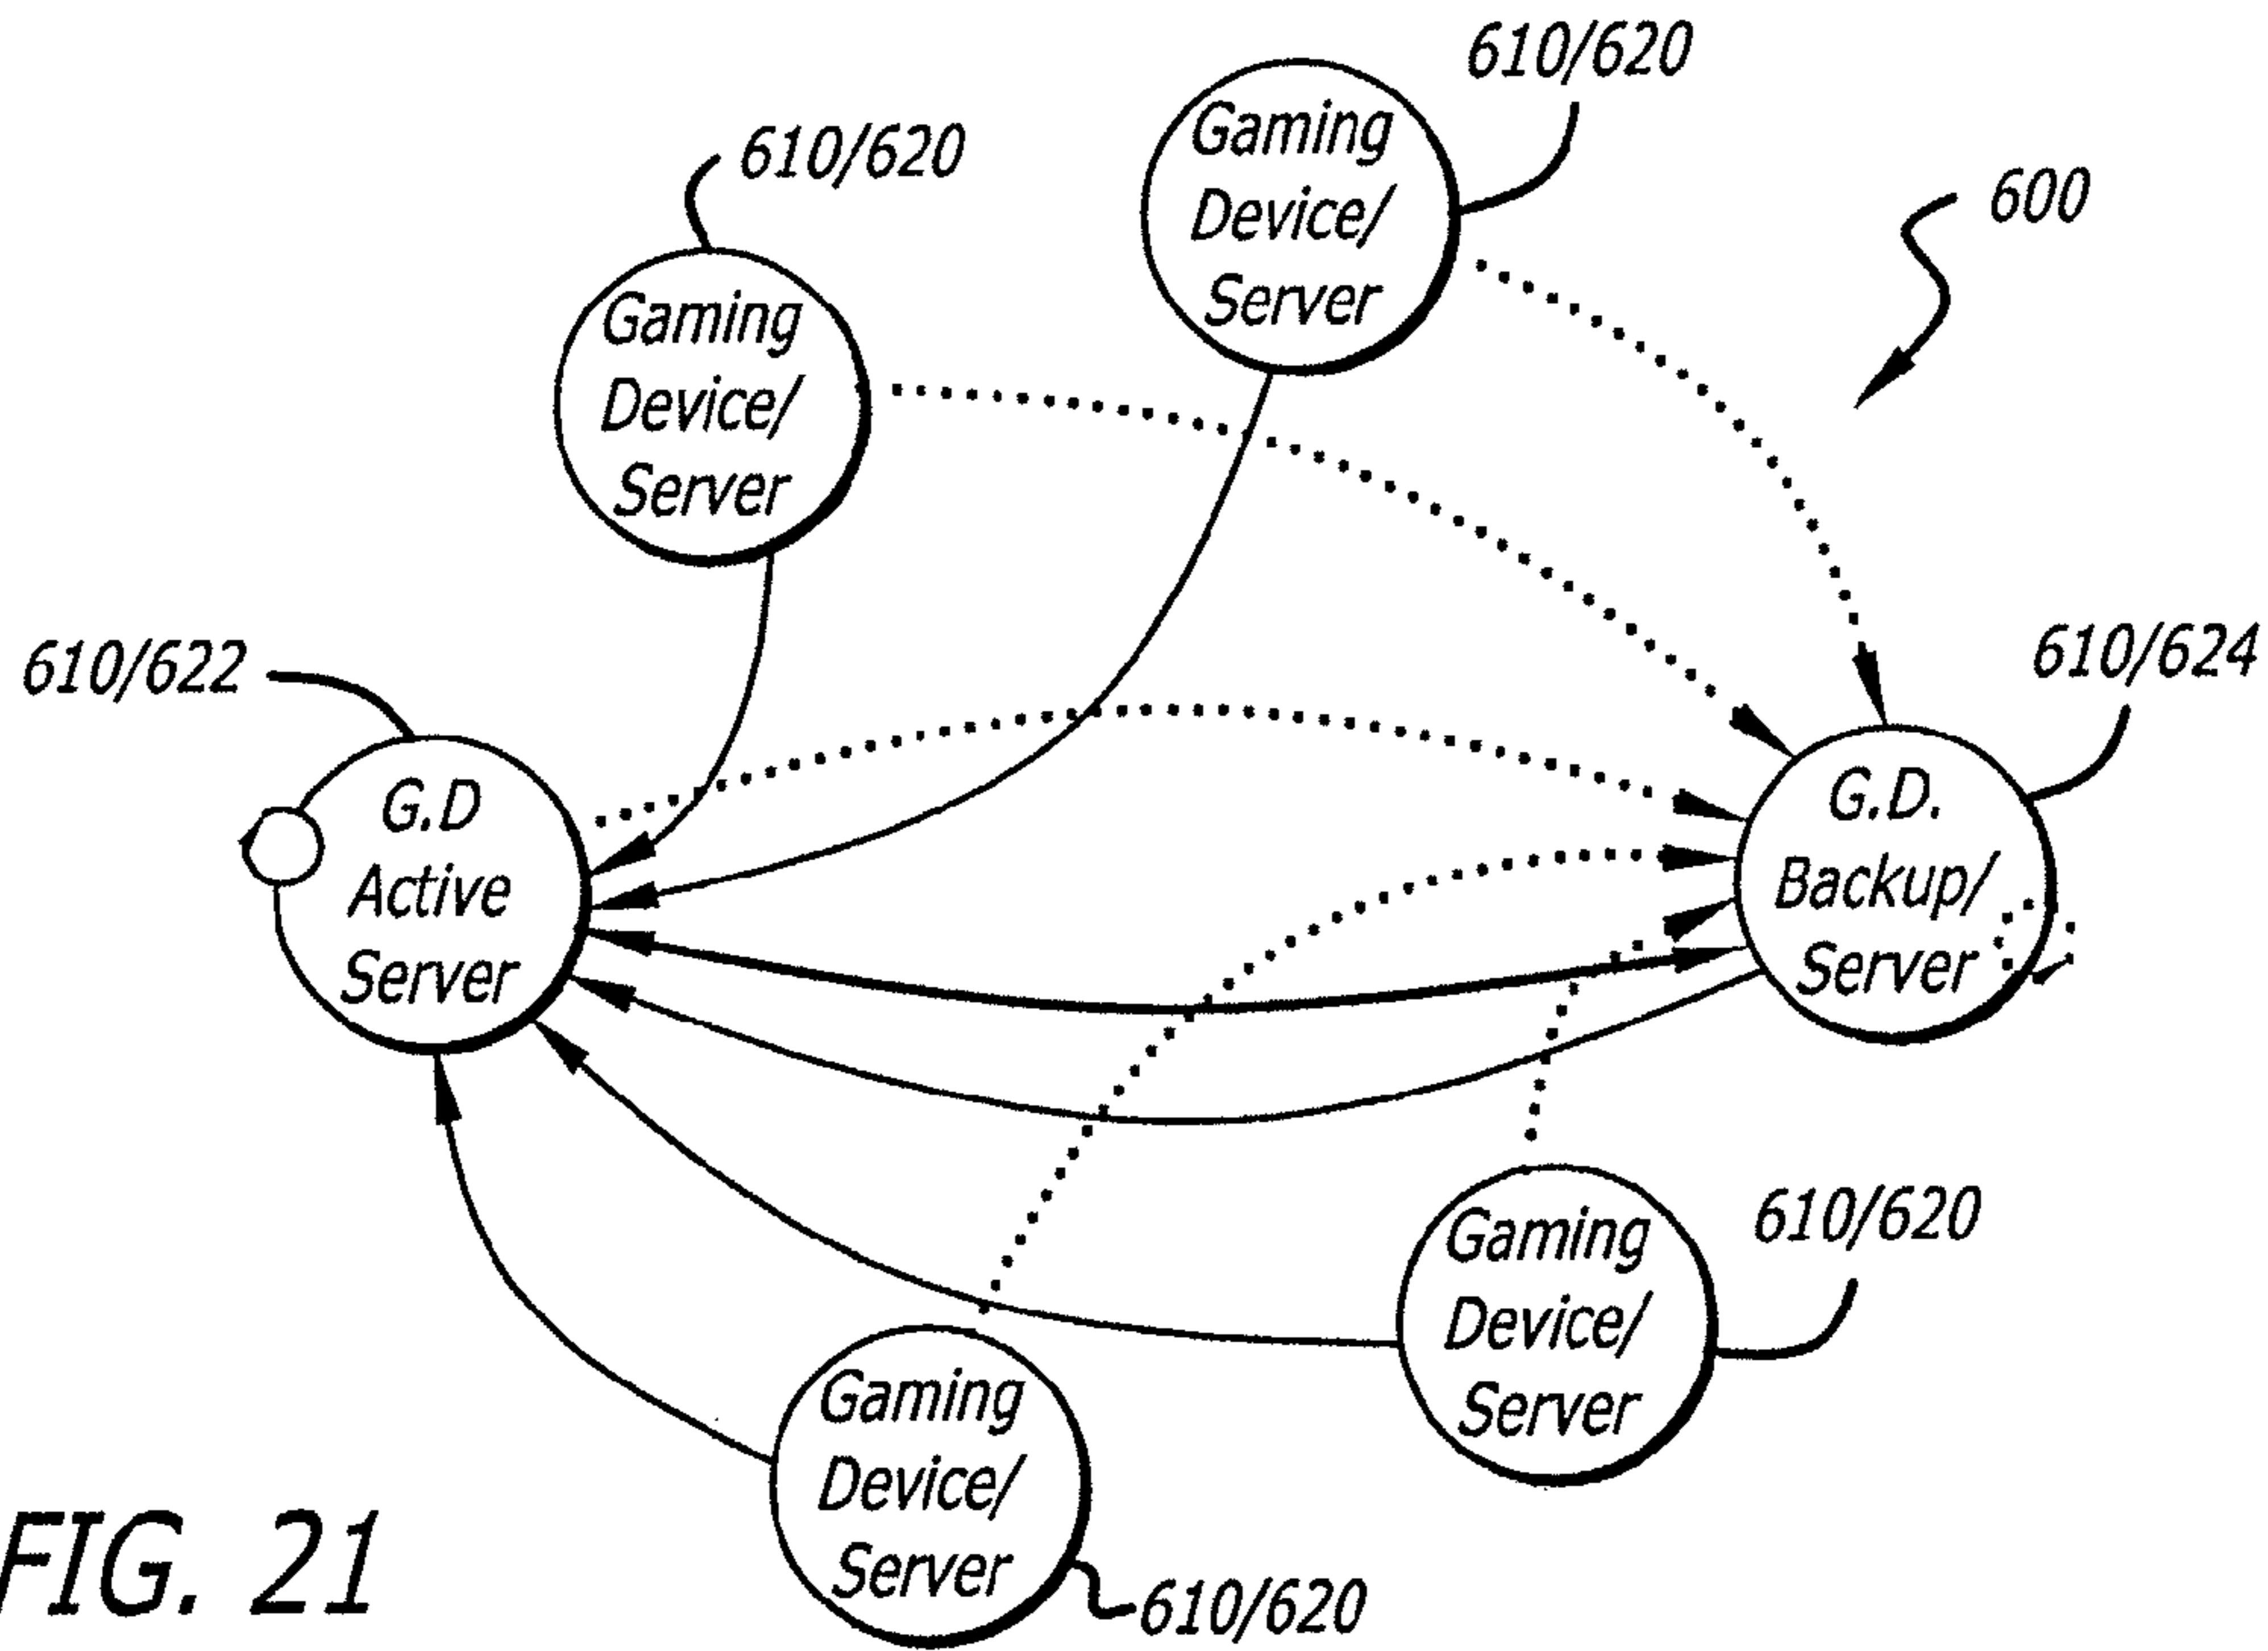 610/620
Gaming
Device/
Server
610/620
Gaming
Device/
Server
600
610/622
G.D
Active
Server
610/624
G.D.
Backup/
Server
Gaming
Device/
Server
610/620
Gaming
Device/
Server
610/620
FIG. 21